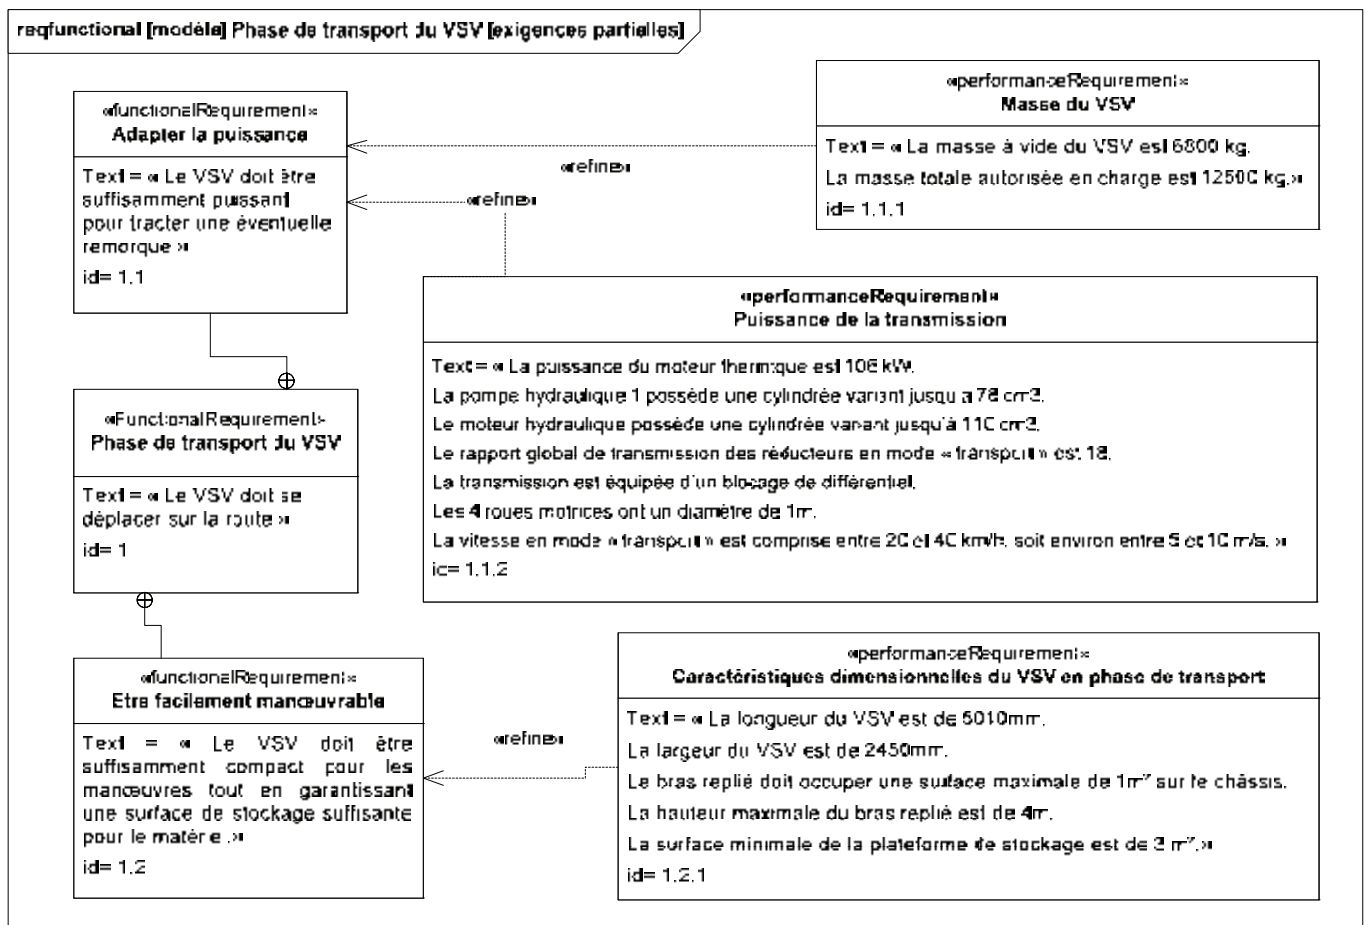 reqfunctional [modèle] Phase de transport du VSV [exigences partielles]
«performanceRequirement»
Masse du VSV
Text = « La masse à vide du VSV est 6800 kg.
La masse totale autorisée en charge est 12500 kg.»
id= 1.1.1
«functionalRequirement»
Adapter la puissance
Text = « Le VSV doit être
suffisamment puissant
pour tracter une éventuelle
remorque »
id= 1.1
«refine»
«refine»
«performanceRequirement»
Puissance de la transmission
Text = « La puissance du moteur thermique est 106 kW.
La pompe hydraulique 1 possède une cylindrée variant jusqu'à 78 cm3.
Le moteur hydraulique possède une cylindrée variant jusqu'à 110 cm3.
Le rapport global de transmission des réducteurs en mode « transport » est 18.
La transmission est équipée d'un blocage de différentiel.
Les 4 roues motrices ont un diamètre de 1m.
La vitesse en mode « transport » est comprise entre 20 et 40 km/h, soit environ entre 5 et 10 m/s. »
id= 1.1.2
«FunctionalRequirement»
Phase de transport du VSV
Text = « Le VSV doit se
déplacer sur la route »
id= 1
«functionalRequirement»
Etre facilement manœuvrable
Text = « Le VSV doit être
suffisamment compact pour les
manœuvres tout en garantissant
une surface de stockage suffisante
pour le matériel.»
id= 1.2
«refine»
«performanceRequirement»
Caractéristiques dimensionnelles du VSV en phase de transport
Text = « La longueur du VSV est de 5010mm.
La largeur du VSV est de 2450mm.
Le bras replié doit occuper une surface maximale de 1m² sur le châssis.
La hauteur maximale du bras replié est de 4m.
La surface minimale de la plateforme de stockage est de 3 m².»
id= 1.2.1